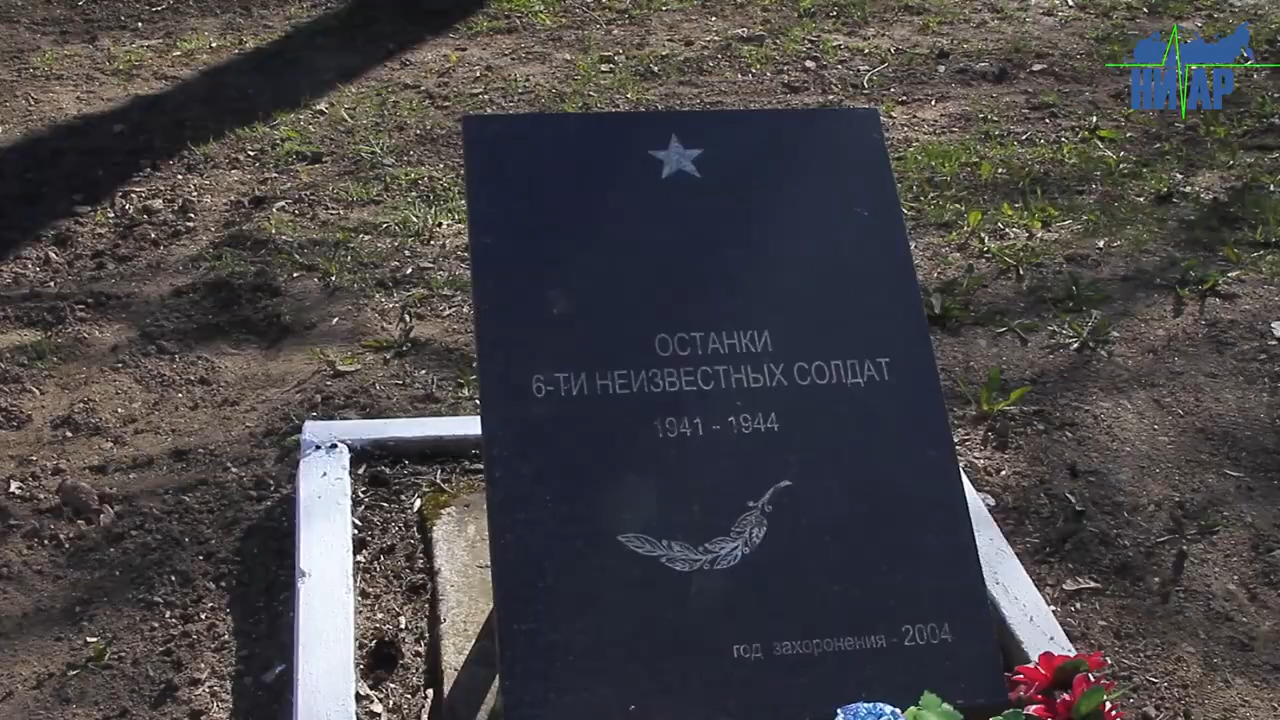 НИАР
ОСТАНКИ
6-ТИ НЕИЗВЕСТНЫХ СОЛДАТ
1941 - 1944
год захоронения - 2004